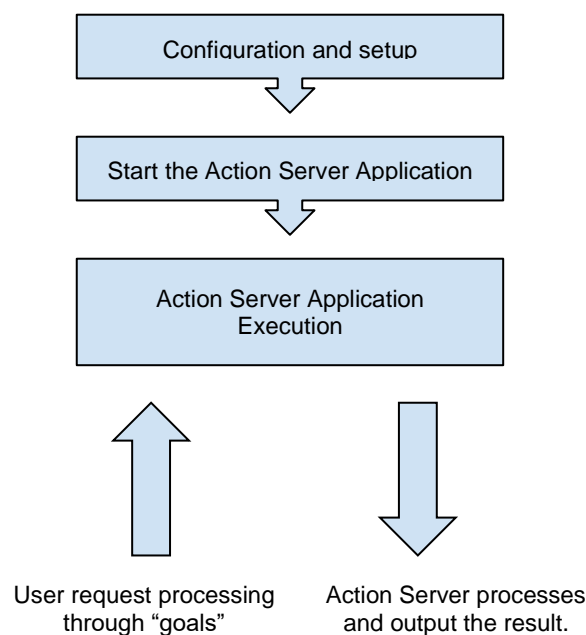 Configuration and setup
Start the Action Server Application
Action Server Application
Execution
User request processing
through “goals”
Action Server processes
and output the result.